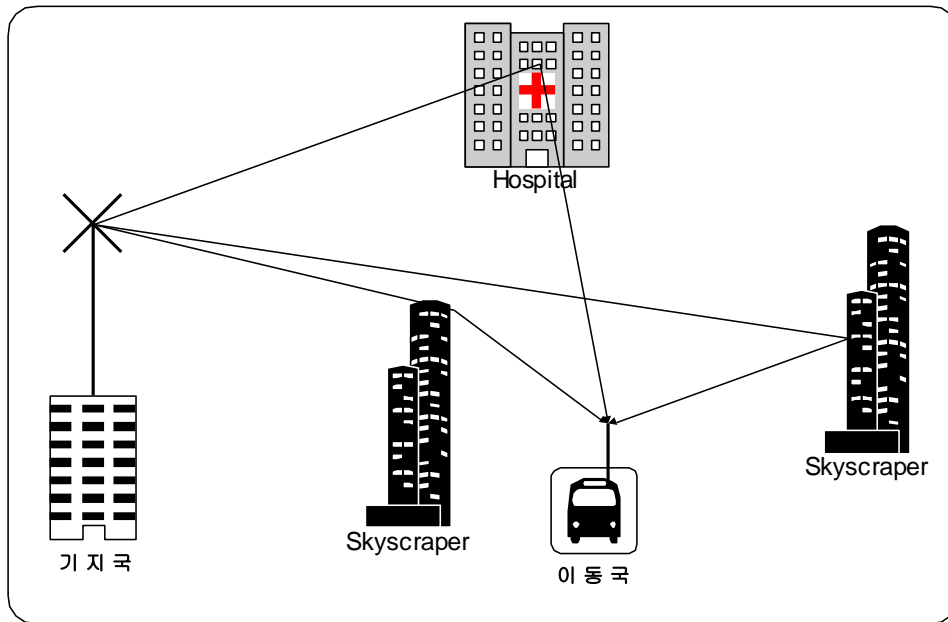 Hospital
Skyscraper
Skyscraper
기 지 국
이 동 국